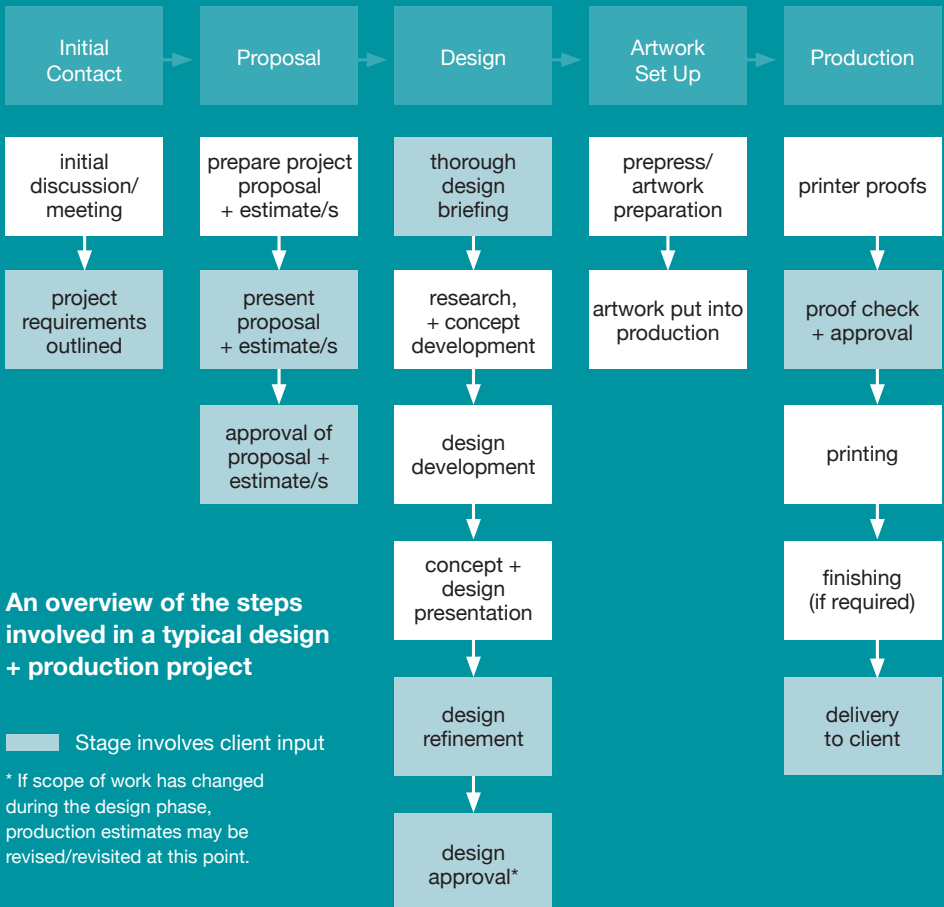 Initial
Contact
Proposal
Design
Artwork
Set Up
Production
initial
discussion/
meeting
project
requirements
outlined
prepare project
proposal
+ estimate/s
present
proposal
+ estimate/s
approval of
proposal +
estimate/s
thorough
design
briefing
research,
+ concept
development
design
development
concept +
design
presentation
design
refinement
design
approval*
prepress/
artwork
preparation
artwork put into
production
printer proofs
proof check
+ approval
printing
finishing
(if required)
delivery
to client
An overview of the steps
involved in a typical design
+ production project
Stage involves client input
* If scope of work has changed
during the design phase,
production estimates may be
revised/revisited at this point.